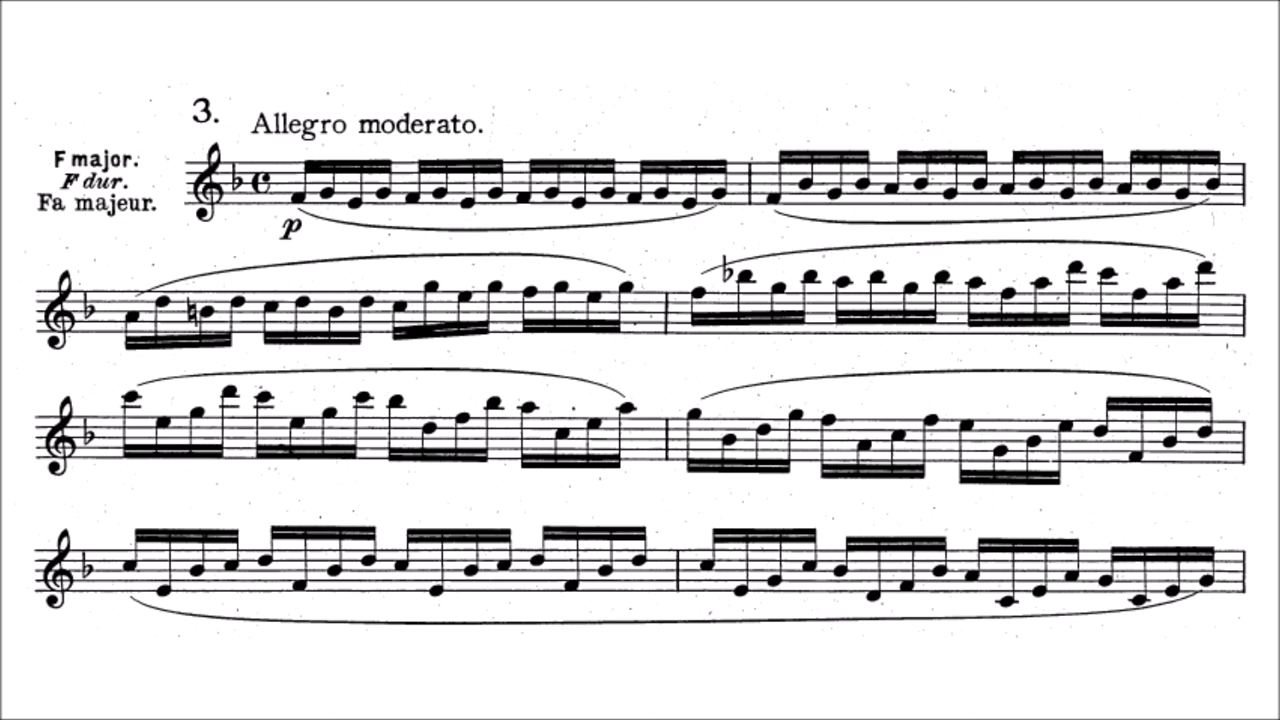 3.
Allegro moderato.
F major.
F dur.
Fa majeur.
p